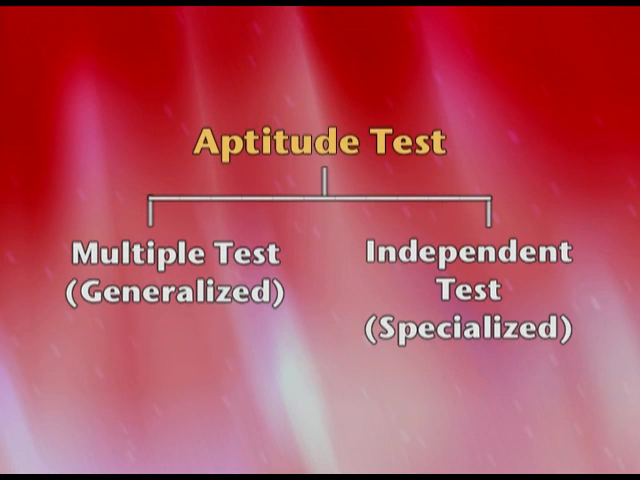 Aptitude Test
Multiple Test
(Generalized)
Independent
Test
(Specialized)